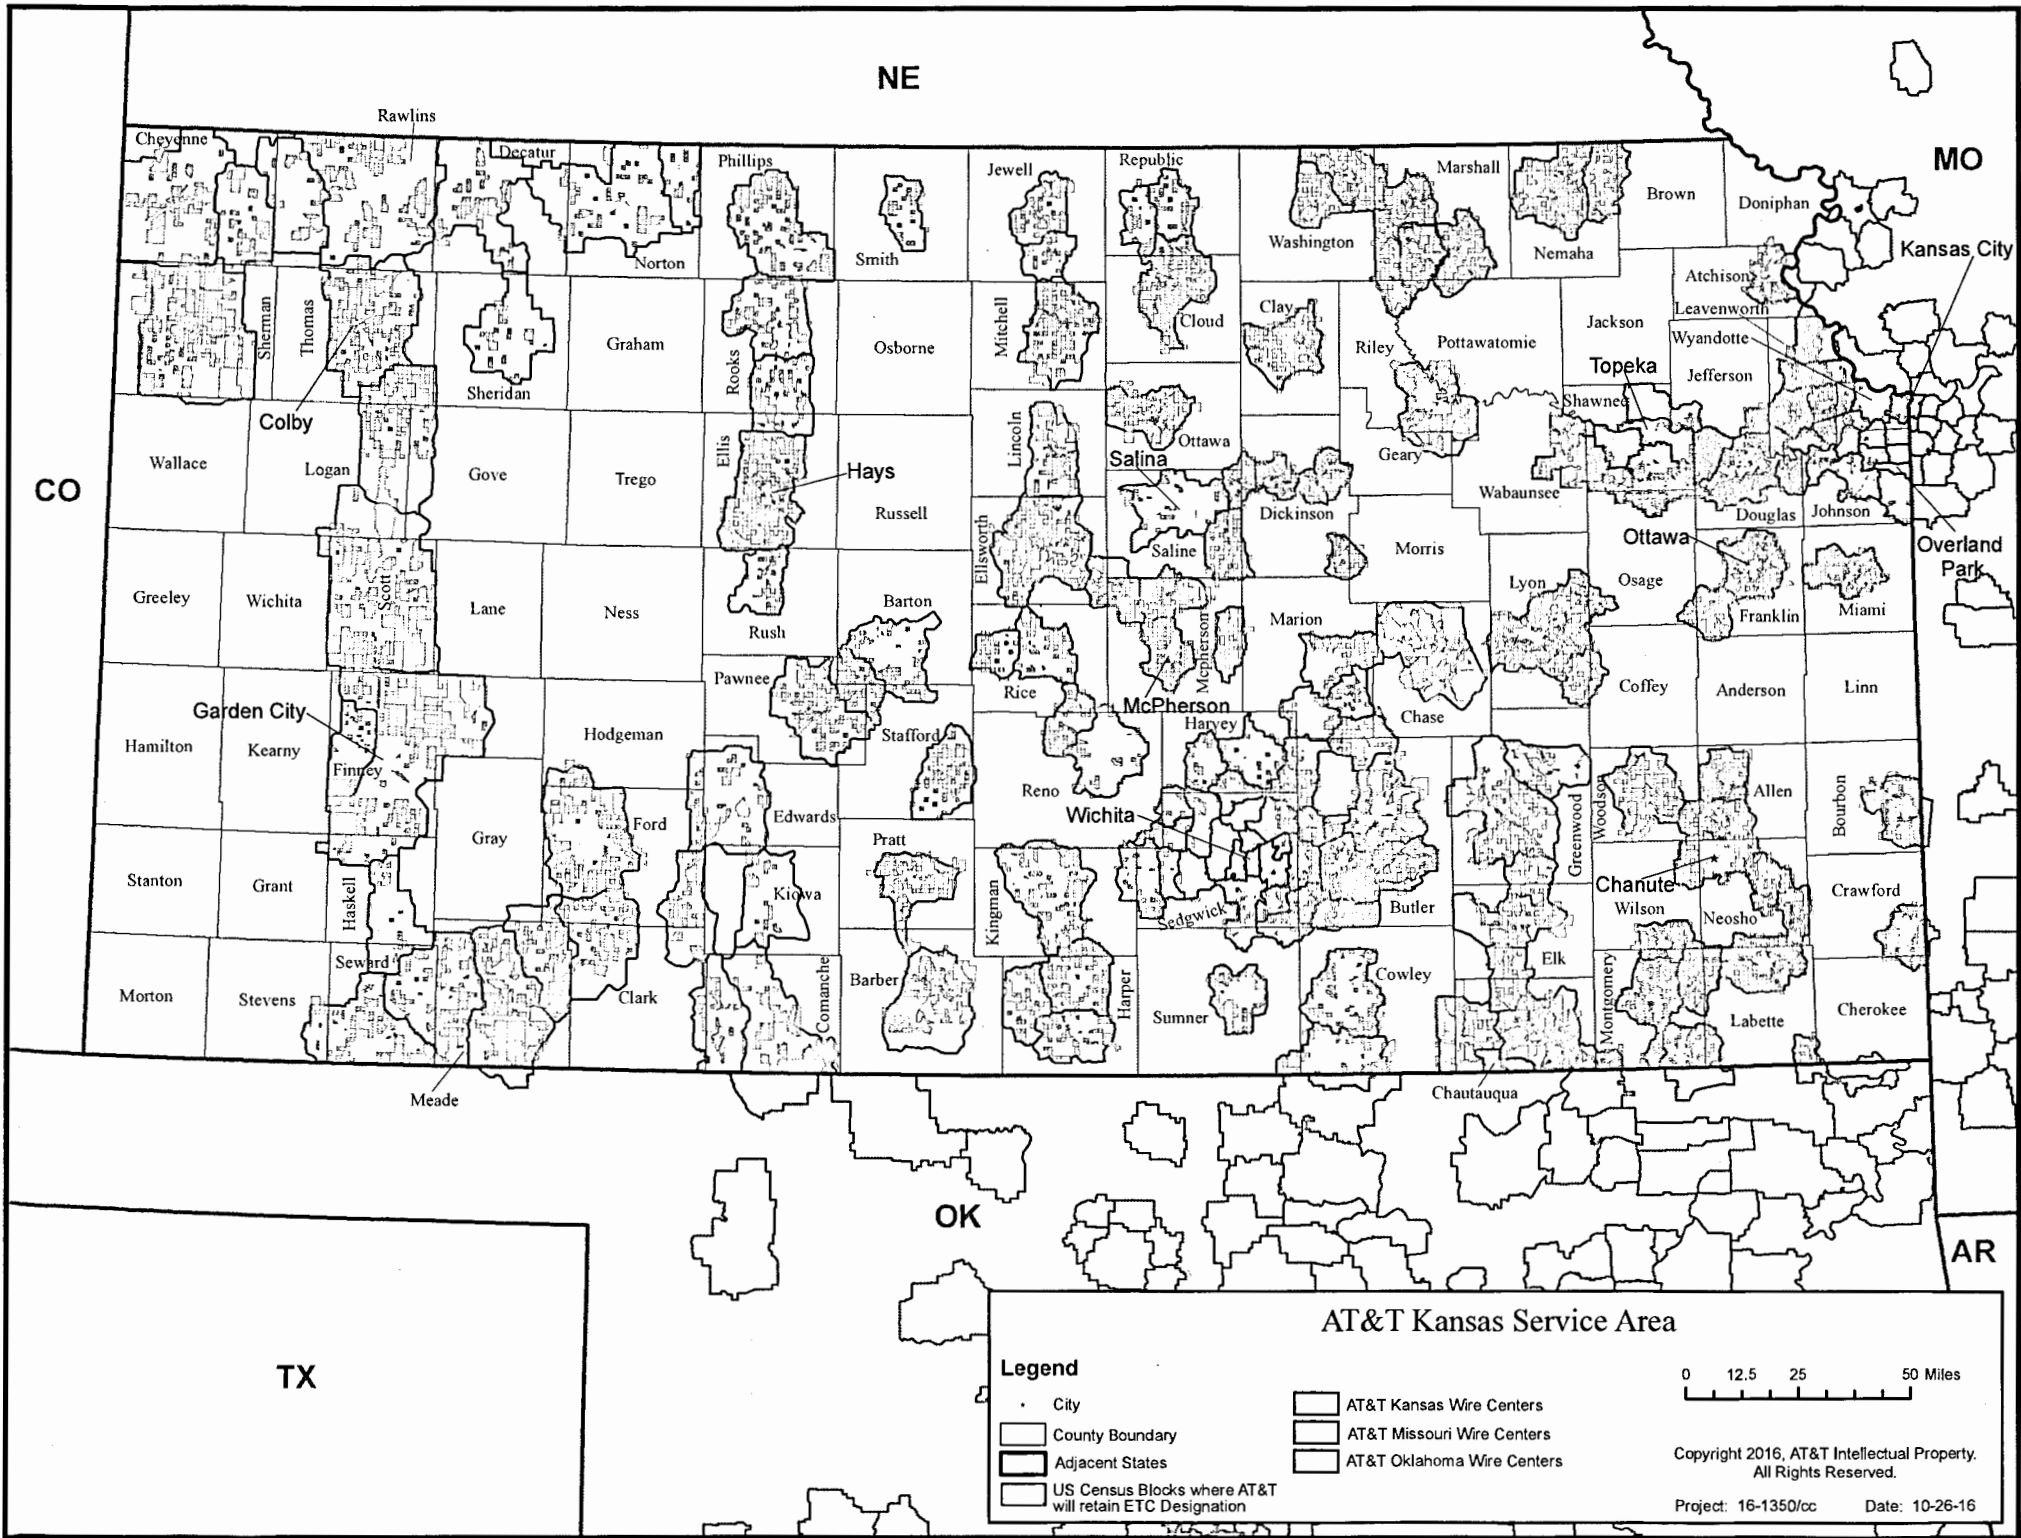 NE
MO
CO
TX
OK
AR
Rawlins
Cheyenne
Decatur
Phillips
Jewell
Republic
Marshall
Brown
Doniphan
Kansas City
Smith
Washington
Nemaha
Norton
Atchison
Leavenworth
Wyandotte
Sherman
Thomas
Graham
Rooks
Osborne
Mitchell
Cloud
Clay
Riley
Pottawatomie
Jackson
Topeka
Jefferson
Sheridan
Shawnee
Colby
Wallace
Logan
Gove
Trego
Ellis
Hays
Russell
Lincoln
Ottawa
Salina
Geary
Wabaunsee
Dickinson
Douglas
Johnson
Ottawa
Overland
Park
Ellsworth
Saline
Morris
Greeley
Wichita
Scott
Lane
Ness
Rush
Barton
Lyon
Osage
Franklin
Miami
Marion
Mcpherson
Pawnee
Rice
McPherson
Coffey
Anderson
Linn
Garden City
Hamilton
Kearny
Finney
Hodgeman
Stafford
Harvey
Chase
Reno
Wichita
Edwards
Gray
Ford
Greenwood
Woodson
Allen
Bourbon
Pratt
Stanton
Grant
Haskell
Kiowa
Kingman
Sedgwick
Butler
Chanute
Wilson
Neosho
Crawford
Morton
Stevens
Seward
Clark
Comanche
Barber
Harper
Sumner
Cowley
Elk
Montgomery
Labette
Cherokee
Meade
Chautauqua
AT&T Kansas Service Area
Legend
City
County Boundary
Adjacent States
US Census Blocks where AT&T
will retain ETC Designation
AT&T Kansas Wire Centers
AT&T Missouri Wire Centers
AT&T Oklahoma Wire Centers
0 12.5 25 50 Miles
Copyright 2016, AT&T Intellectual Property.
All Rights Reserved.
Project: 16-1350/cc Date: 10-26-16